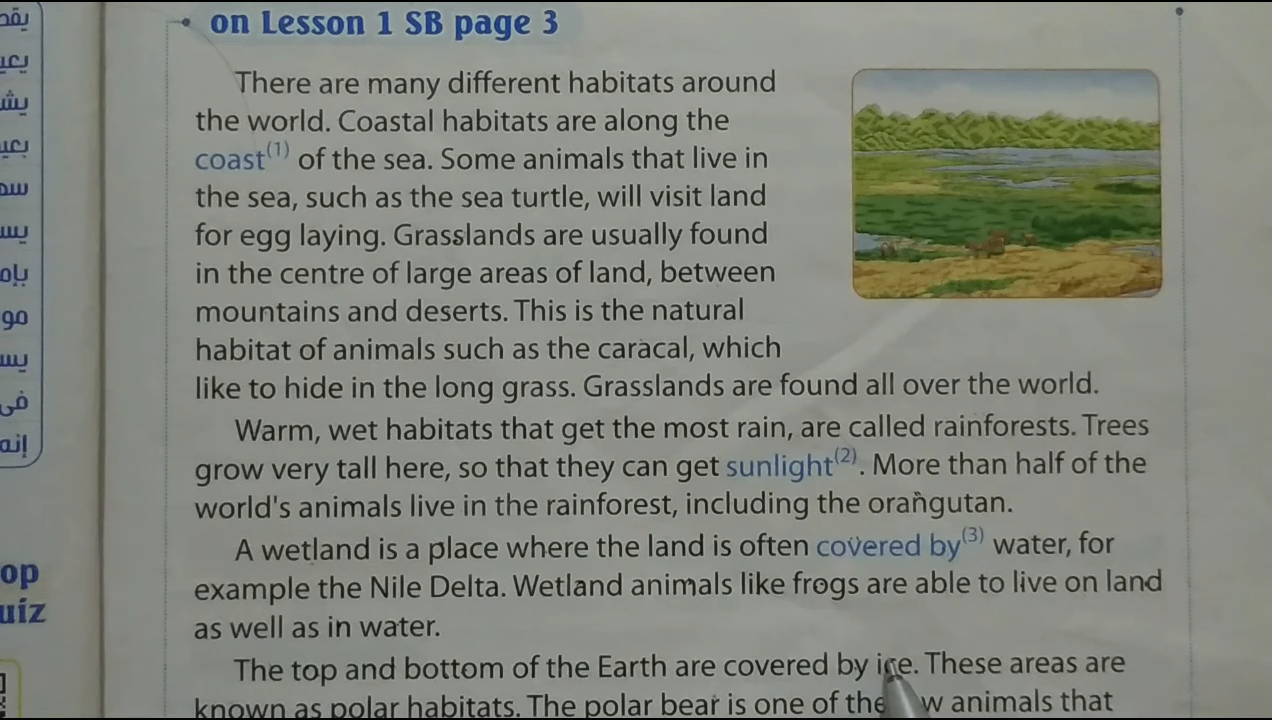 on Lesson 1 SB page 3
There are many different habitats around
the world. Coastal habitats are along the
coast(1) of the sea. Some animals that live in
the sea, such as the sea turtle, will visit land
for egg laying. Grasslands are usually found
in the centre of large areas of land, between
mountains and deserts. This is the natural
habitat of animals such as the caracal, which
like to hide in the long grass. Grasslands are found all over the world.
Warm, wet habitats that get the most rain, are called rainforests. Trees
grow very tall here, so that they can get sunlight(2). More than half of the
world's animals live in the rainforest, including the orangutan.
A wetland is a place where the land is often covered by(3) water, for
example the Nile Delta. Wetland animals like frogs are able to live on land
as well as in water.
The top and bottom of the Earth are covered by ice. These areas are
known as polar habitats. The polar bear is one of the animals that